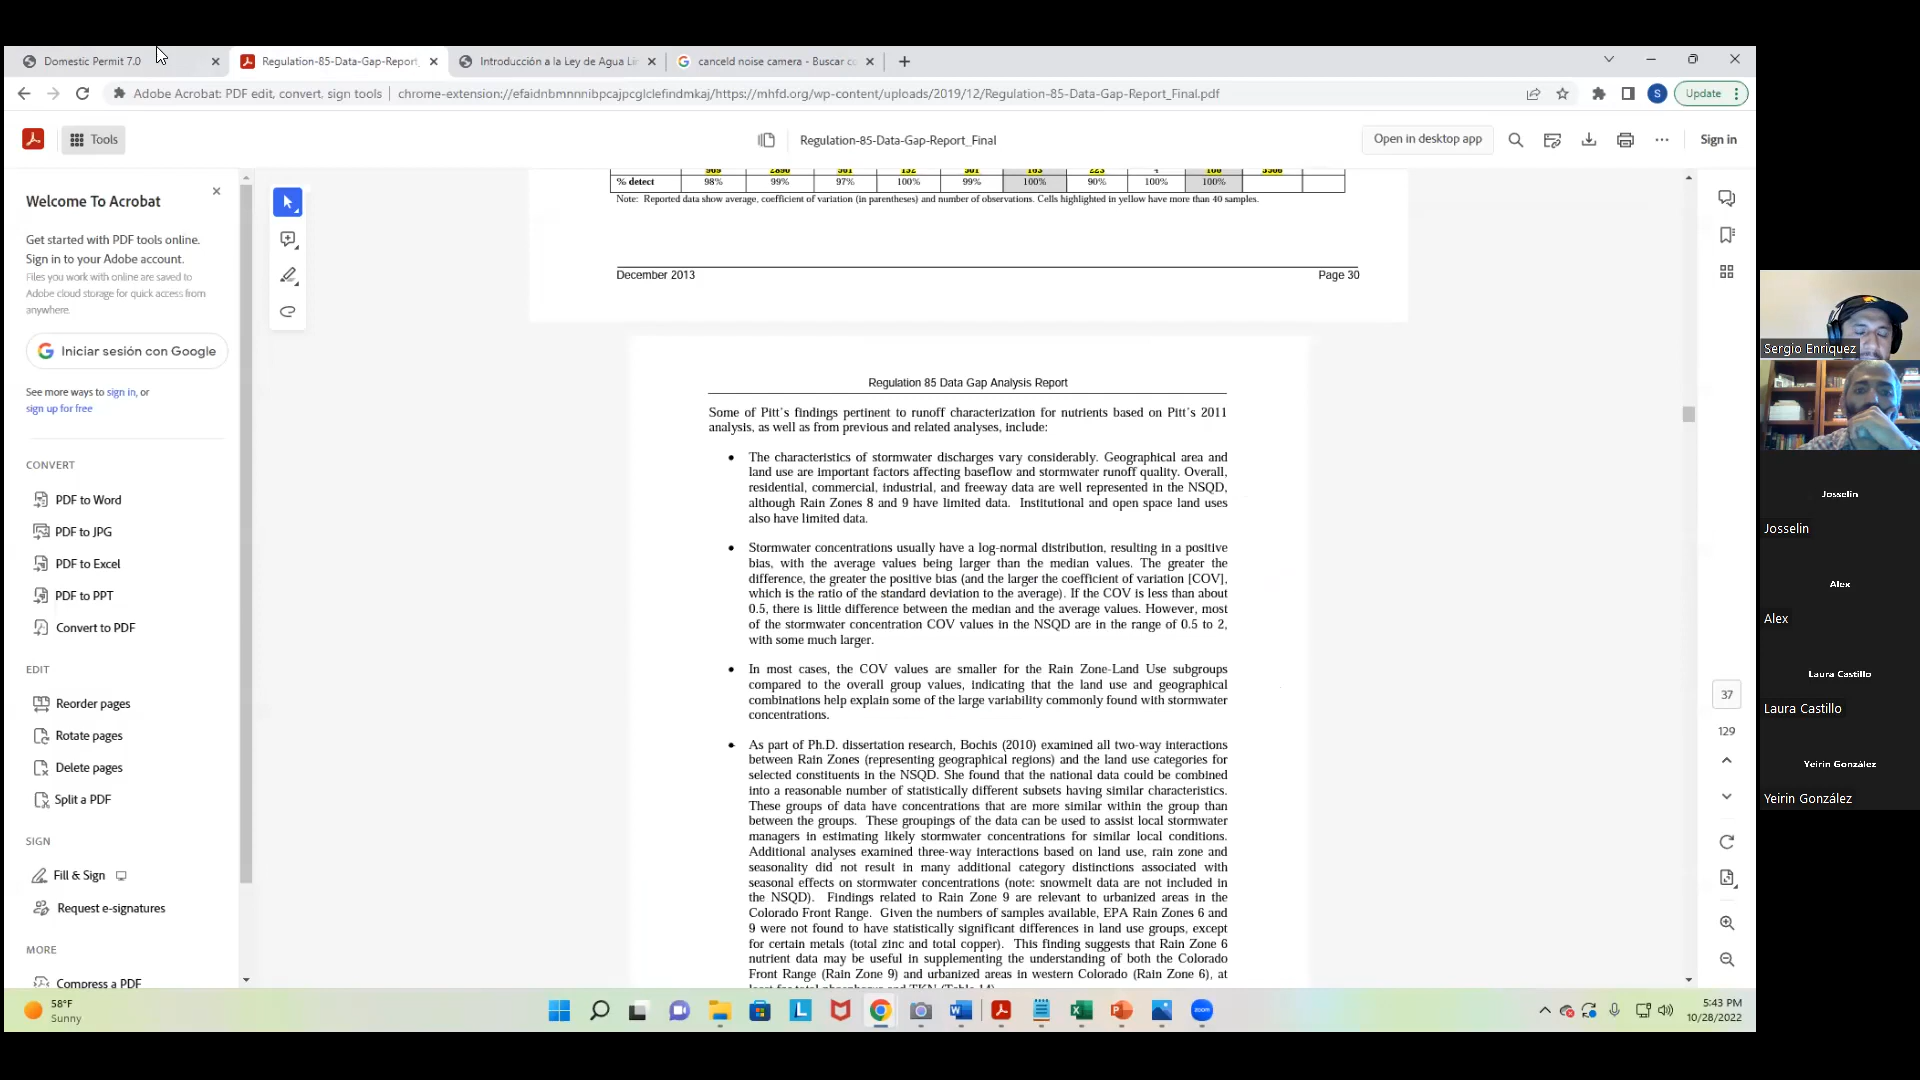 Domestic Permit 7.0
Regulation-85-Data-Gap-Report_
Introducción a la Ley de Agua Li
canceld noise camera - Buscar co
Adobe Acrobat: PDF edit, convert, sign tools
chrome-extension://efaidnbmnnnibpcajpcglclefindmkaj/https://mhfd.org/wp-content/uploads/2019/12/Regulation-85-Data-Gap-Report_Final.pdf
S
Update
Tools
Regulation-85-Data-Gap-Report_Final
Open in desktop app
Sign in
Welcome To Acrobat
Get started with PDF tools online.
Sign in to your Adobe account.
Files you work with online are saved to
Adobe cloud storage for quick access from
anywhere.
Iniciar sesión con Google
See more ways to sign in, or
sign up for free
CONVERT
PDF to Word
PDF to JPG
PDF to Excel
PDF to PPT
Convert to PDF
EDIT
Reorder pages
Rotate pages
Delete pages
Split a PDF
SIGN
Fill & Sign
Request e-signatures
MORE
Compress a PDF
% detect 98% 99% 97% 100% 99% 100% 90% 100% 100%
Note: Reported data show average, coefficient of variation (in parentheses) and number of observations. Cells highlighted in yellow have more than 40 samples.
December 2013 Page 30
Regulation 85 Data Gap Analysis Report
Some of Pitt's findings pertinent to runoff characterization for nutrients based on Pitt's 2011
analysis, as well as from previous and related analyses, include:
• The characteristics of stormwater discharges vary considerably. Geographical area and
land use are important factors affecting baseflow and stormwater runoff quality. Overall,
residential, commercial, industrial, and freeway data are well represented in the NSQD,
although Rain Zones 8 and 9 have limited data. Institutional and open space land uses
also have limited data.
• Stormwater concentrations usually have a log-normal distribution, resulting in a positive
bias, with the average values being larger than the median values. The greater the
difference, the greater the positive bias (and the larger the coefficient of variation [COV],
which is the ratio of the standard deviation to the average). If the COV is less than about
0.5, there is little difference between the median and the average values. However, most
of the stormwater concentration COV values in the NSQD are in the range of 0.5 to 2,
with some much larger.
• In most cases, the COV values are smaller for the Rain Zone-Land Use subgroups
compared to the overall group values, indicating that the land use and geographical
combinations help explain some of the large variability commonly found with stormwater
concentrations.
• As part of Ph.D. dissertation research, Bochis (2010) examined all two-way interactions
between Rain Zones (representing geographical regions) and the land use categories for
selected constituents in the NSQD. She found that the national data could be combined
into a reasonable number of statistically different subsets having similar characteristics.
These groups of data have concentrations that are more similar within the group than
between the groups. These groupings of the data can be used to assist local stormwater
managers in estimating likely stormwater concentrations for similar local conditions.
Additional analyses examined three-way interactions based on land use, rain zone and
seasonality did not result in many additional category distinctions associated with
seasonal effects on stormwater concentrations (note: snowmelt data are not included in
the NSQD). Findings related to Rain Zone 9 are relevant to urbanized areas in the
Colorado Front Range. Given the numbers of samples available, EPA Rain Zones 6 and
9 were not found to have statistically significant differences in land use groups, except
for certain metals (total zinc and total copper). This finding suggests that Rain Zone 6
nutrient data may be useful in supplementing the understanding of both the Colorado
Front Range (Rain Zone 9) and urbanized areas in western Colorado (Rain Zone 6), at
37
129
Sergio Enriquez
Josselin
Josselin
Alex
Alex
Laura Castillo
Laura Castillo
Yeirin González
Yeirin González
58°F
Sunny
zoom
5:43 PM
10/28/2022